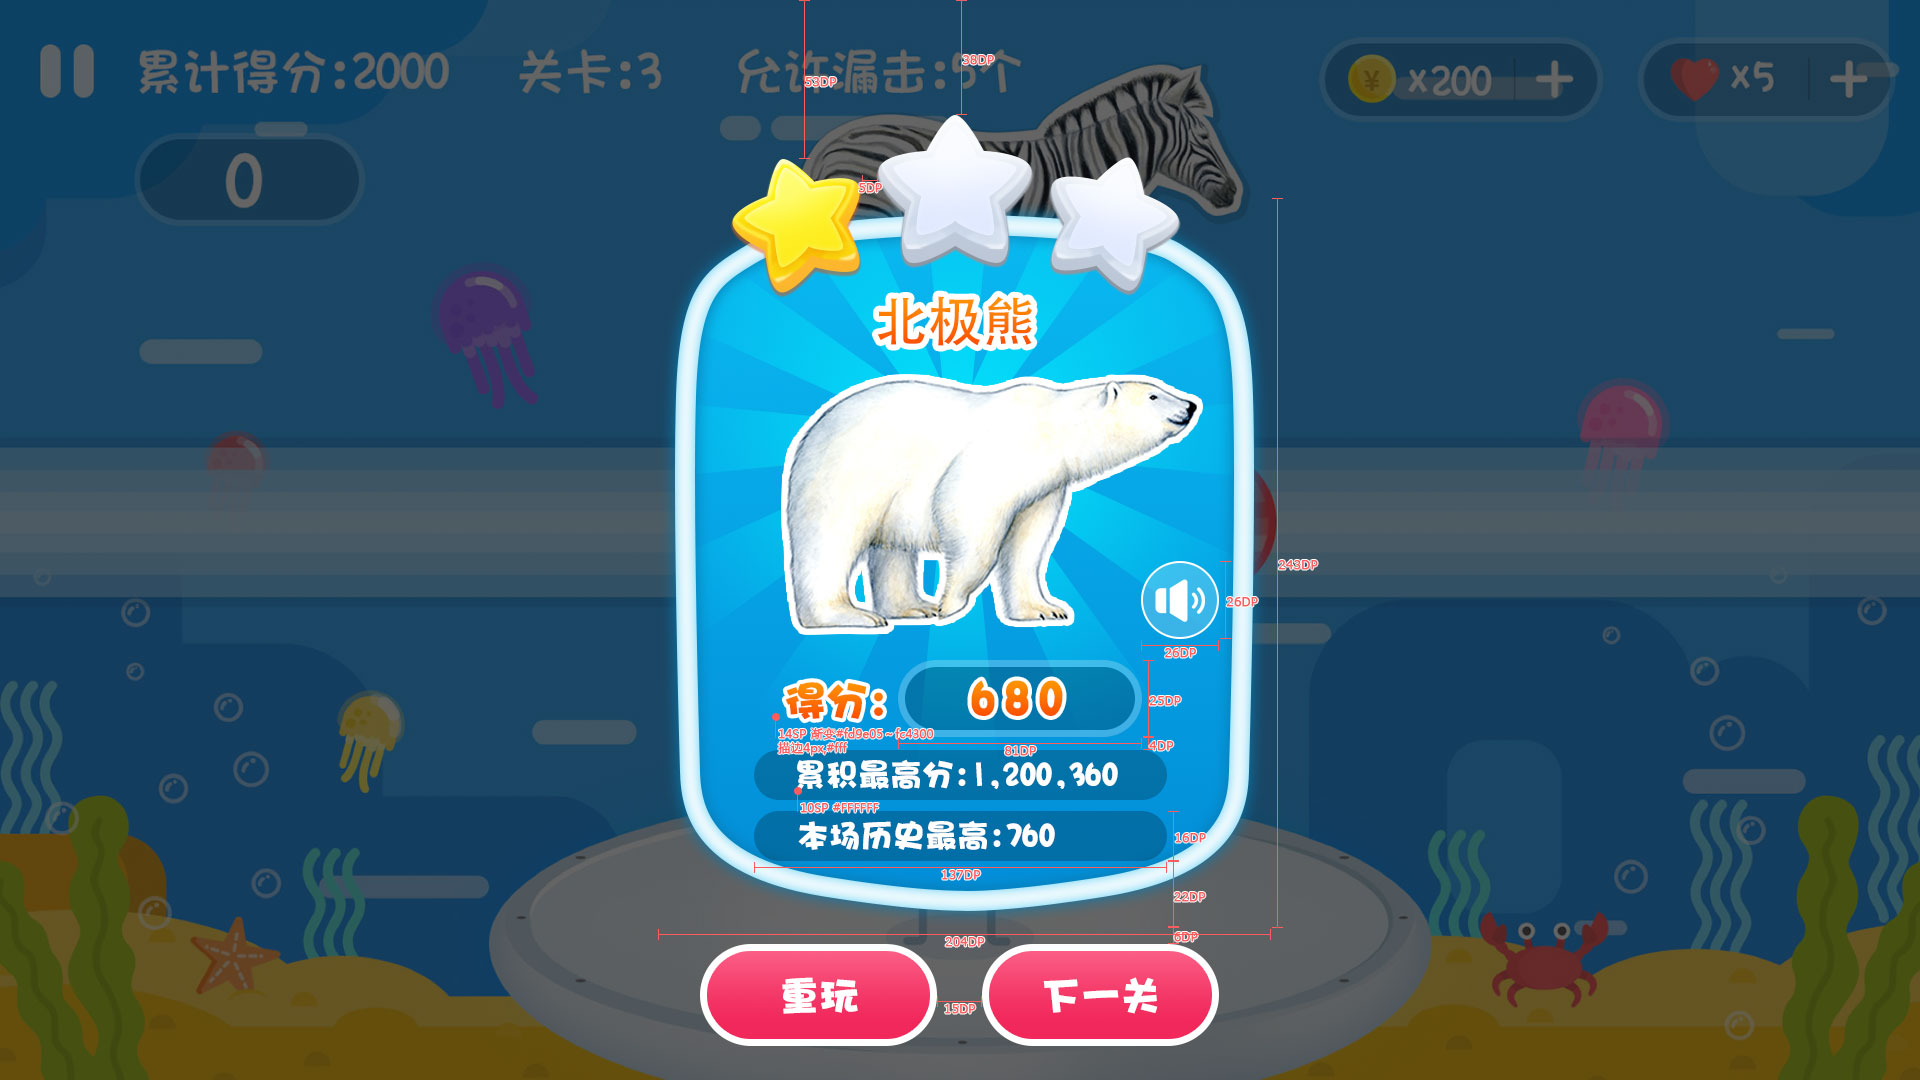 累计得分:2000
关卡:3
允许漏击:5个
x200
x5
0
53DP
38DP
5DP
北极熊
243DP
26DP
26DP
得分:
680
25DP
14SP 渐变#fd9e05~fc4300
描边4px,#fff
81DP
4DP
累积最高分:1,200,360
10SP #FFFFFF
本场历史最高:760
16DP
137DP
22DP
204DP
6DP
重玩
15DP
下一关